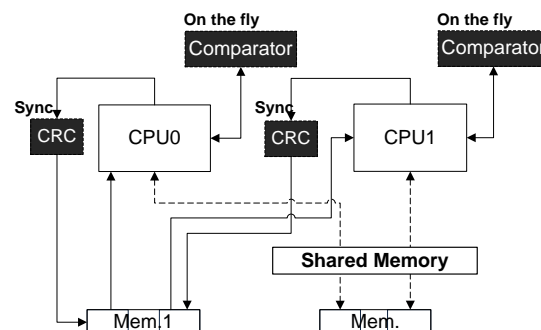 On the fly
On the fly
Comparator
Comparator
Sync
Sync
CRC
CPU0
CRC
CPU1
Shared Memory
Mem.1
Mem.